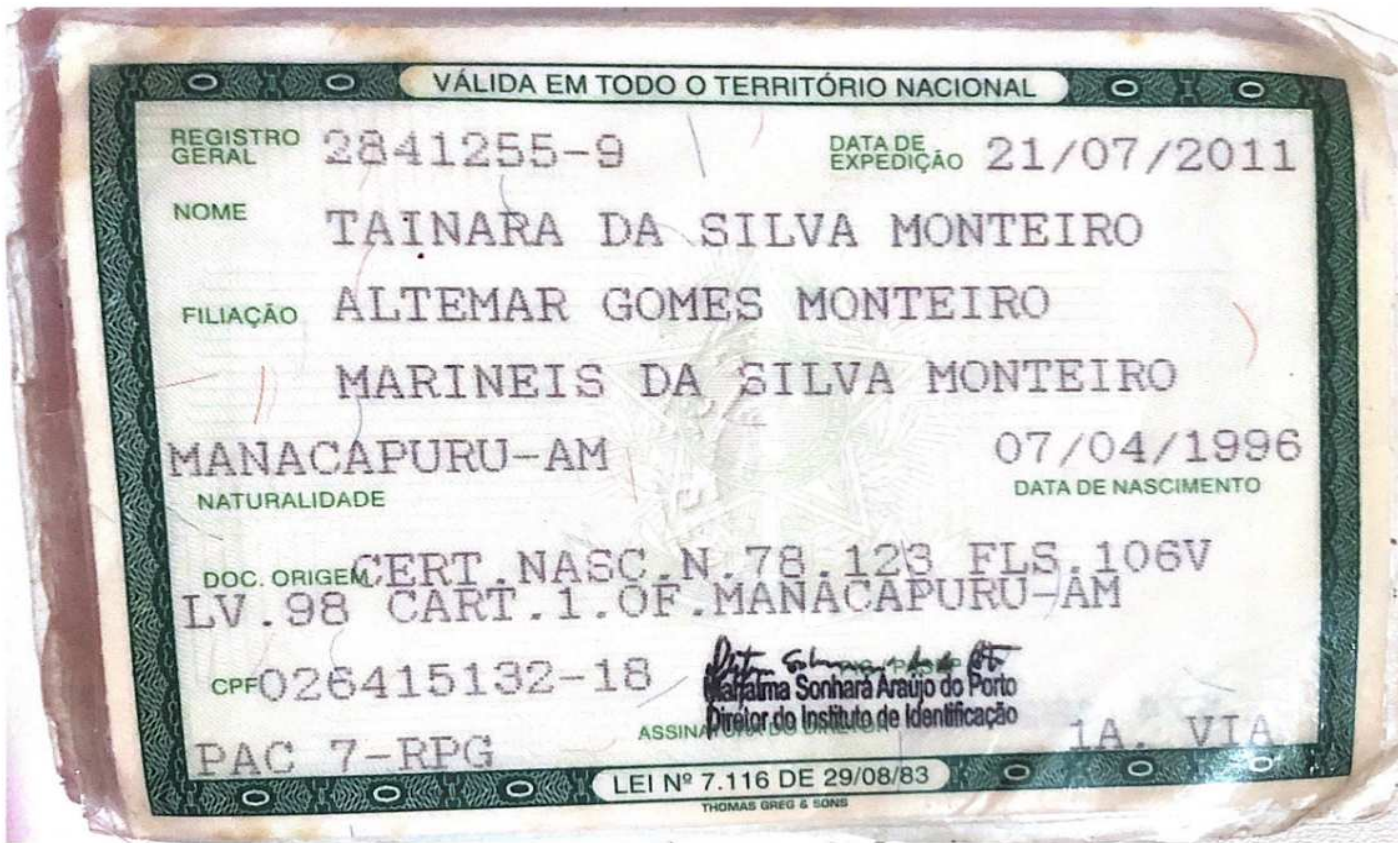 VÁLIDA EM TODO O TERRITÓRIO NACIONAL
REGISTRO GERAL 2841255-9 DATA DE EXPEDIÇÃO 21/07/2011
NOME TAINARA DA SILVA MONTEIRO
FILIAÇÃO ALTEMAR GOMES MONTEIRO
MARINEIS DA SILVA MONTEIRO
MANACAPURU-AM 07/04/1996
NATURALIDADE DATA DE NASCIMENTO
DOC. ORIGEM CERT.NASC.N.78.123 FLS.106V
LV.98 CART.1.OF.MANACAPURU-AM
CPF 026415132-18
Sonhara Araújo do Porto
Diretor do Instituto de Identificação
ASSINATURA DO DIRETOR
PAC 7-RPG 1A. VIA
LEI Nº 7.116 DE 29/08/83
THOMAS GREG & SONS